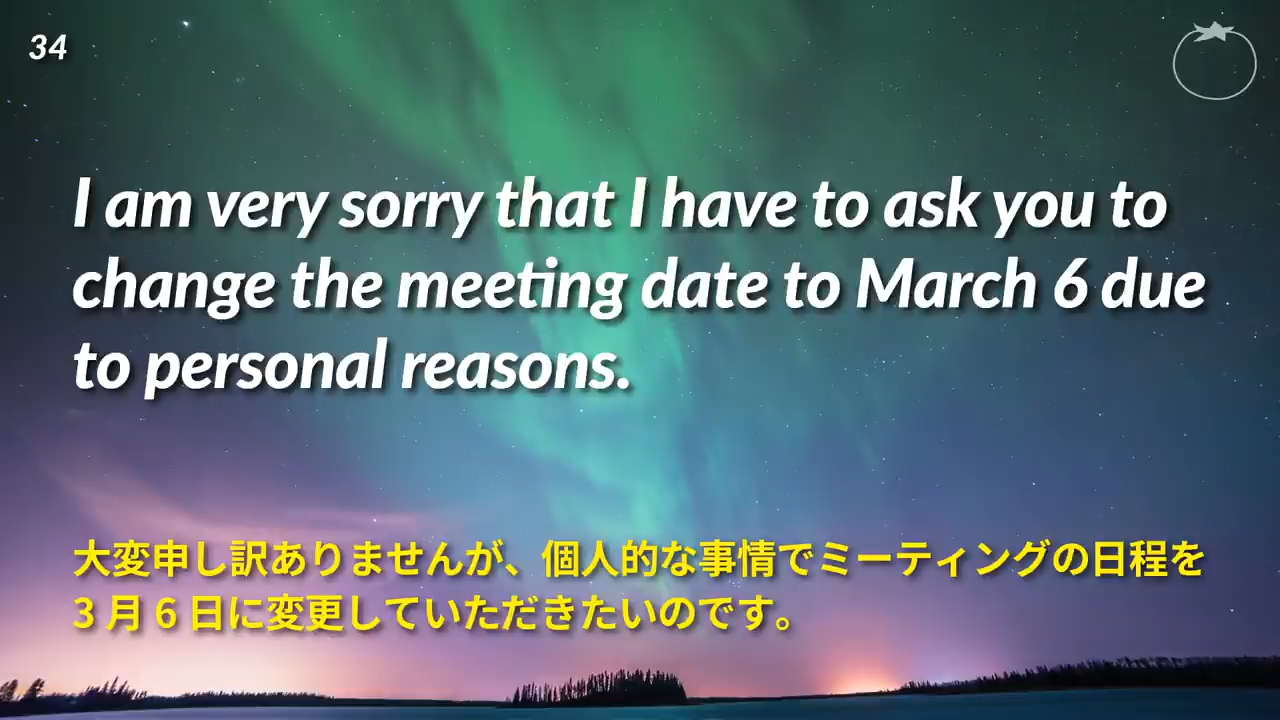 34
I am very sorry that I have to ask you to
change the meeting date to March 6 due
to personal reasons.
大変申し訳ありませんが、個人的な事情でミーティングの日程を
3月6日に変更していただきたいのです。